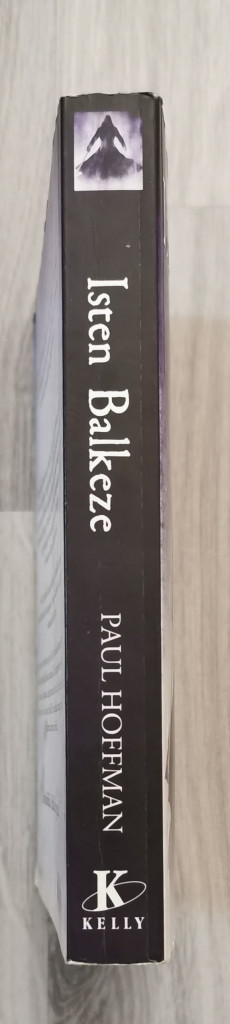 Isten Balkeze
PAUL HOFFMAN
K
KELLY